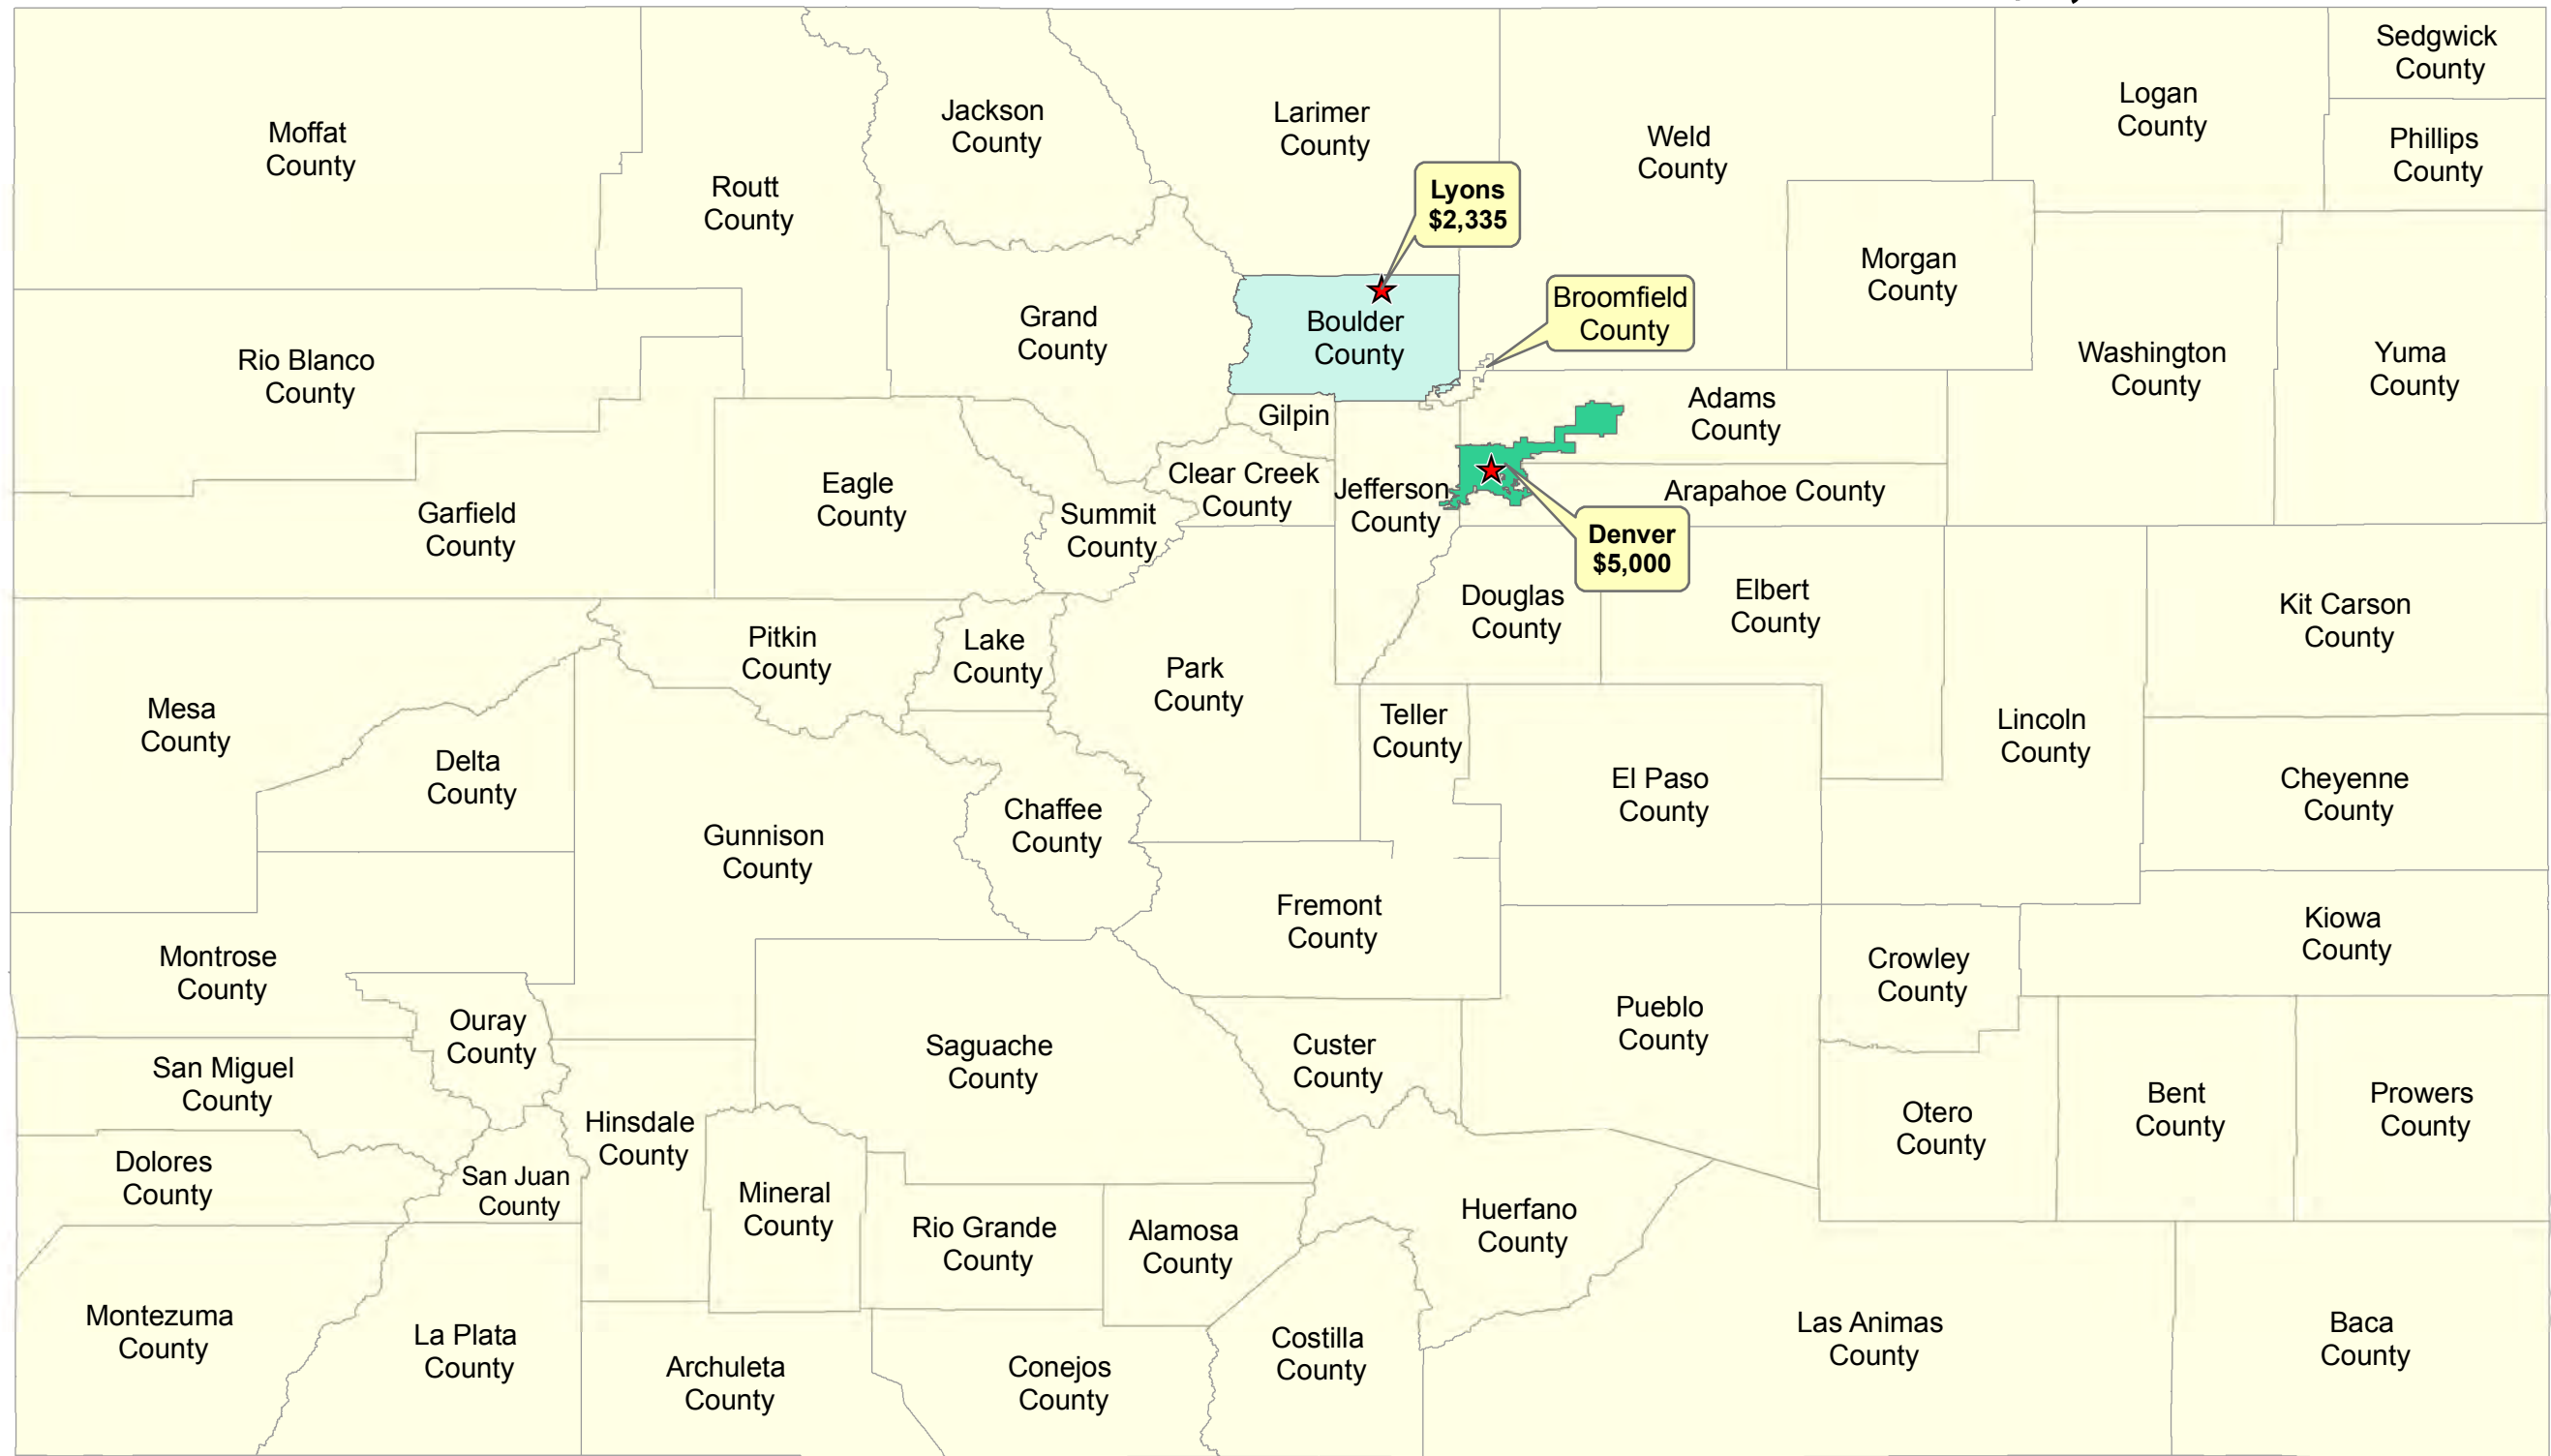 Sedgwick
County
Moffat
County
Jackson
County
Larimer
County
Weld
County
Logan
County
Phillips
County
Routt
County
Lyons
$2,335
Morgan
County
Broomfield
County
Rio Blanco
County
Grand
County
Boulder
County
Washington
County
Yuma
County
Gilpin
Adams
County
Garfield
County
Eagle
County
Summit
County
Clear Creek
County
Jefferson
County
Arapahoe County
Denver
$5,000
Douglas
County
Elbert
County
Kit Carson
County
Mesa
County
Pitkin
County
Lake
County
Park
County
Teller
County
Lincoln
County
Delta
County
Gunnison
County
Chaffee
County
El Paso
County
Cheyenne
County
Fremont
County
Kiowa
County
Montrose
County
Crowley
County
Ouray
County
Pueblo
County
San Miguel
County
Saguache
County
Custer
County
Hinsdale
County
Otero
County
Bent
County
Prowers
County
Dolores
County
San Juan
County
Mineral
County
Rio Grande
County
Alamosa
County
Huerfano
County
Montezuma
County
La Plata
County
Archuleta
County
Conejos
County
Costilla
County
Las Animas
County
Baca
County